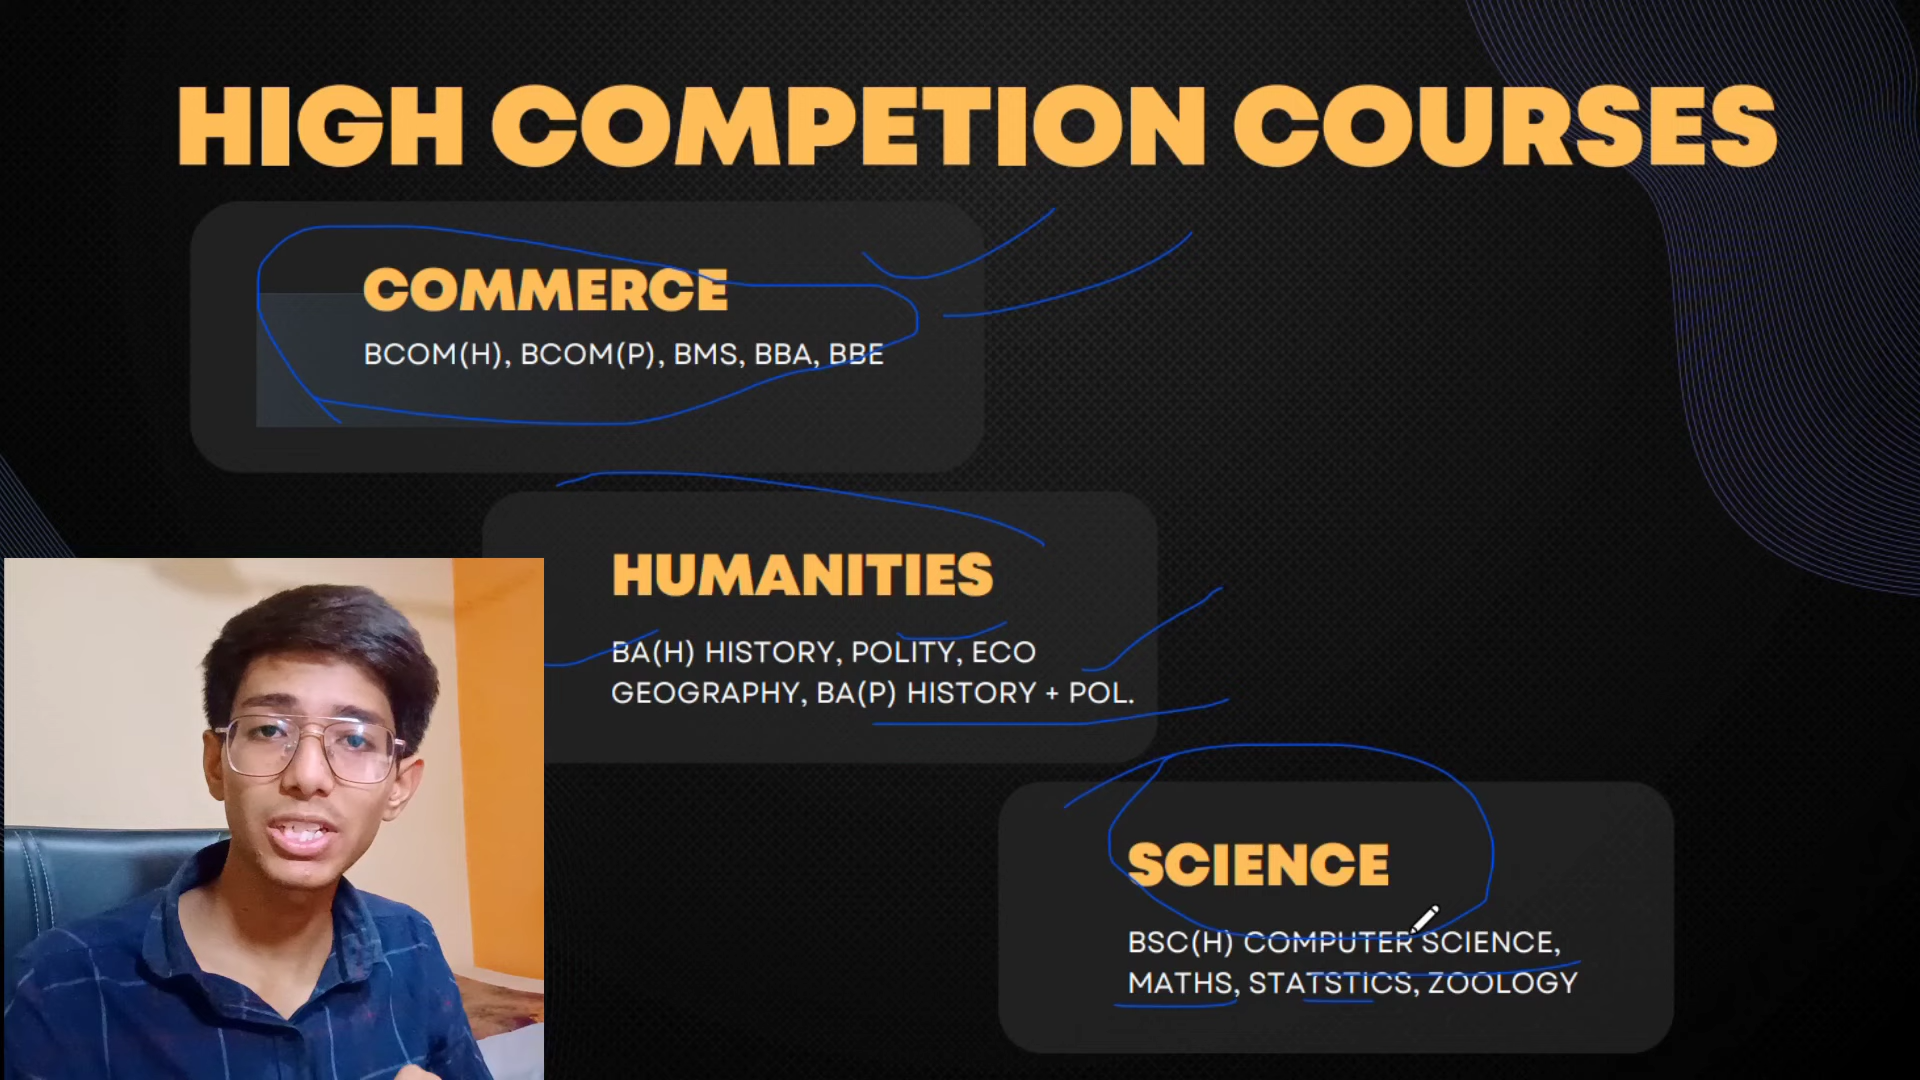 HIGH COMPETION COURSES
COMMERCE
BCOM(H), BCOM(P), BMS, BBA, BBE
HUMANITIES
BA(H) HISTORY, POLITY, ECO
GEOGRAPHY, BA(P) HISTORY + POL.
SCIENCE
BSC(H) COMPUTER SCIENCE,
MATHS, STATSTICS, ZOOLOGY